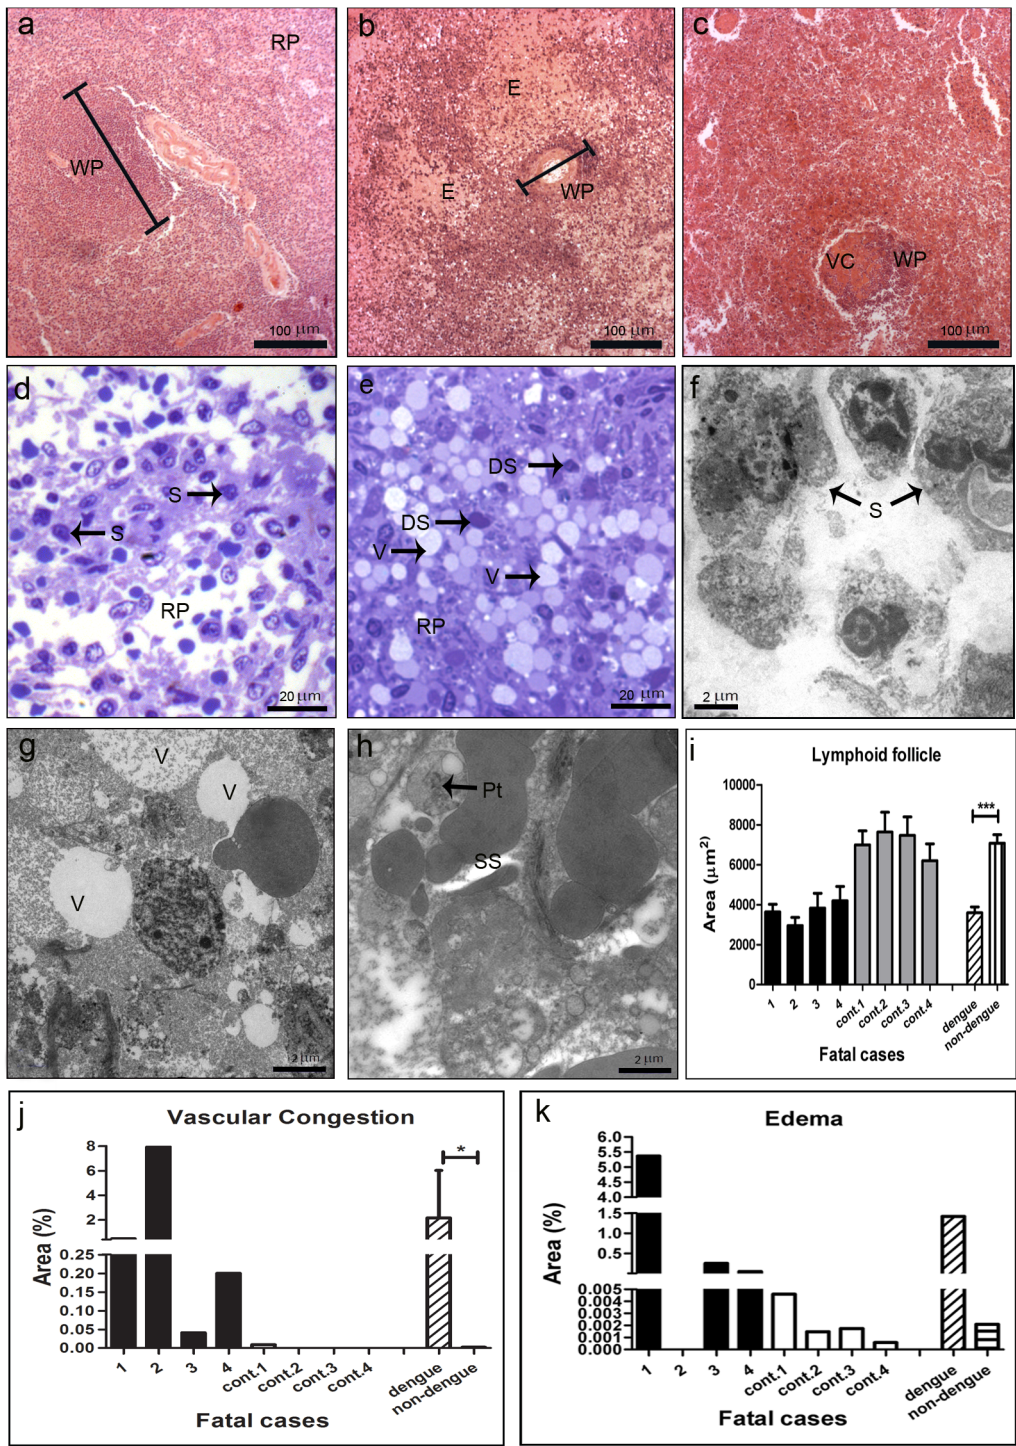 a
RP
WP
100 µm
b
E
E
WP
100 µm
c
VC
WP
100 µm
d
S
S
RP
20 µm
e
DS
DS
V
V
RP
20 µm
f
S
2 µm
g
V
V
V
2 µm
h
Pt
SS
2 µm
i
Lymphoid follicle
Area (µm²)
10000
8000
6000
4000
2000
0
***
1 2 3 4 cont.1 cont.2 cont.3 cont.4 dengue non-dengue
Fatal cases
j
Vascular Congestion
Area (%)
8
6
4
2
0.25
0.20
0.15
0.10
0.05
0.00
*
1 2 3 4 cont.1 cont.2 cont.3 cont.4 dengue non-dengue
Fatal cases
k
Edema
Area (%)
6.0
5.5
5.0
4.5
4.0
1.5
0.5
0.005
0.004
0.003
0.002
0.001
0.000
1 2 3 4 cont.1 cont.2 cont.3 cont.4 dengue non-dengue
Fatal cases